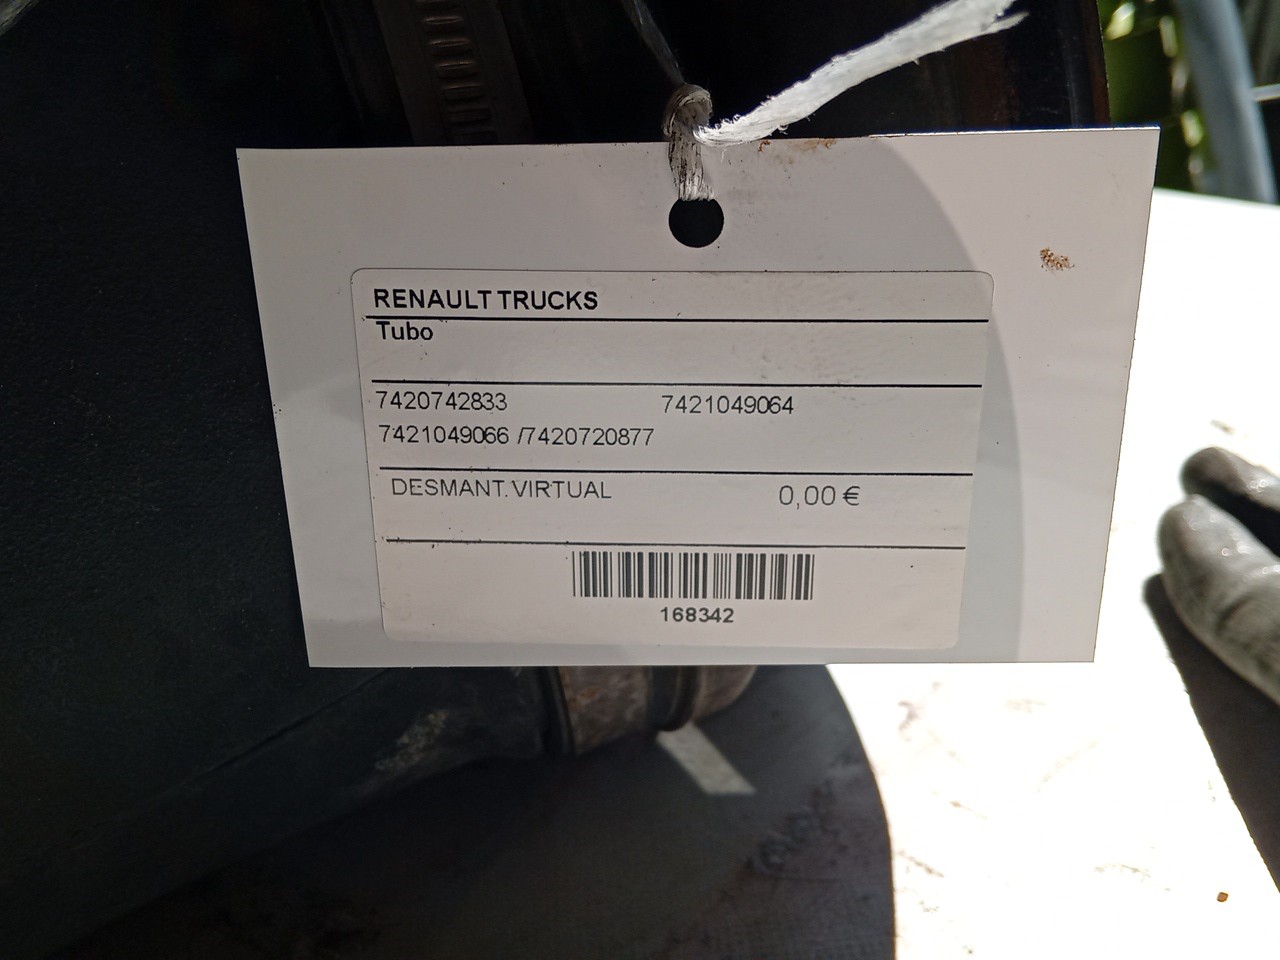 RENAULT TRUCKS
Tubo
7420742833 7421049064
7421049066 /7420720877
DESMANT. VIRTUAL 0,00 €
168342